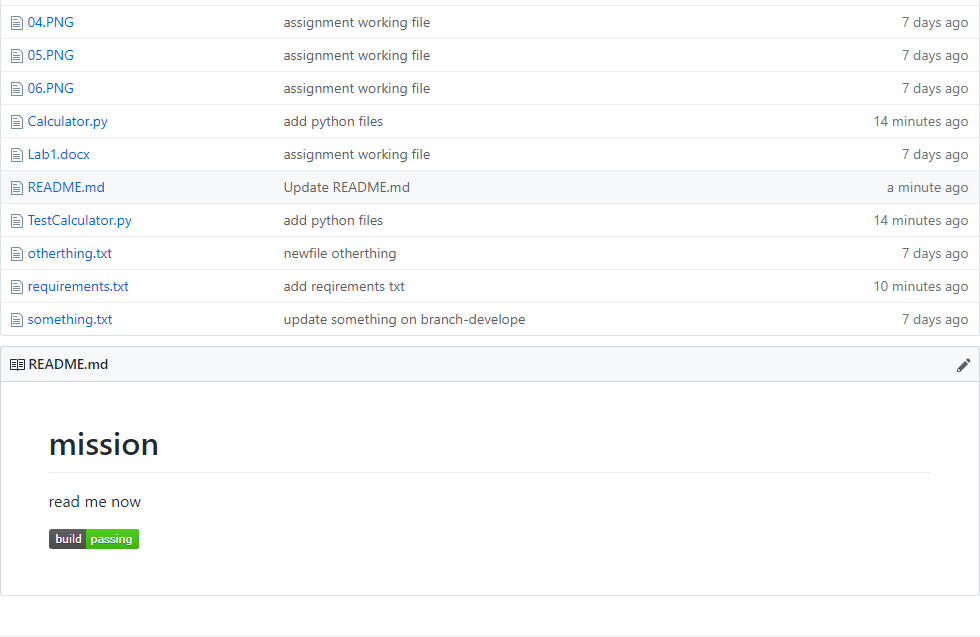 04.PNG assignment working file 7 days ago
05.PNG assignment working file 7 days ago
06.PNG assignment working file 7 days ago
Calculator.py add python files 14 minutes ago
Lab1.docx assignment working file 7 days ago
README.md Update README.md a minute ago
TestCalculator.py add python files 14 minutes ago
otherthing.txt newfile otherthing 7 days ago
requirements.txt add reqirements txt 10 minutes ago
something.txt update something on branch-develope 7 days ago
README.md
mission
read me now
build passing